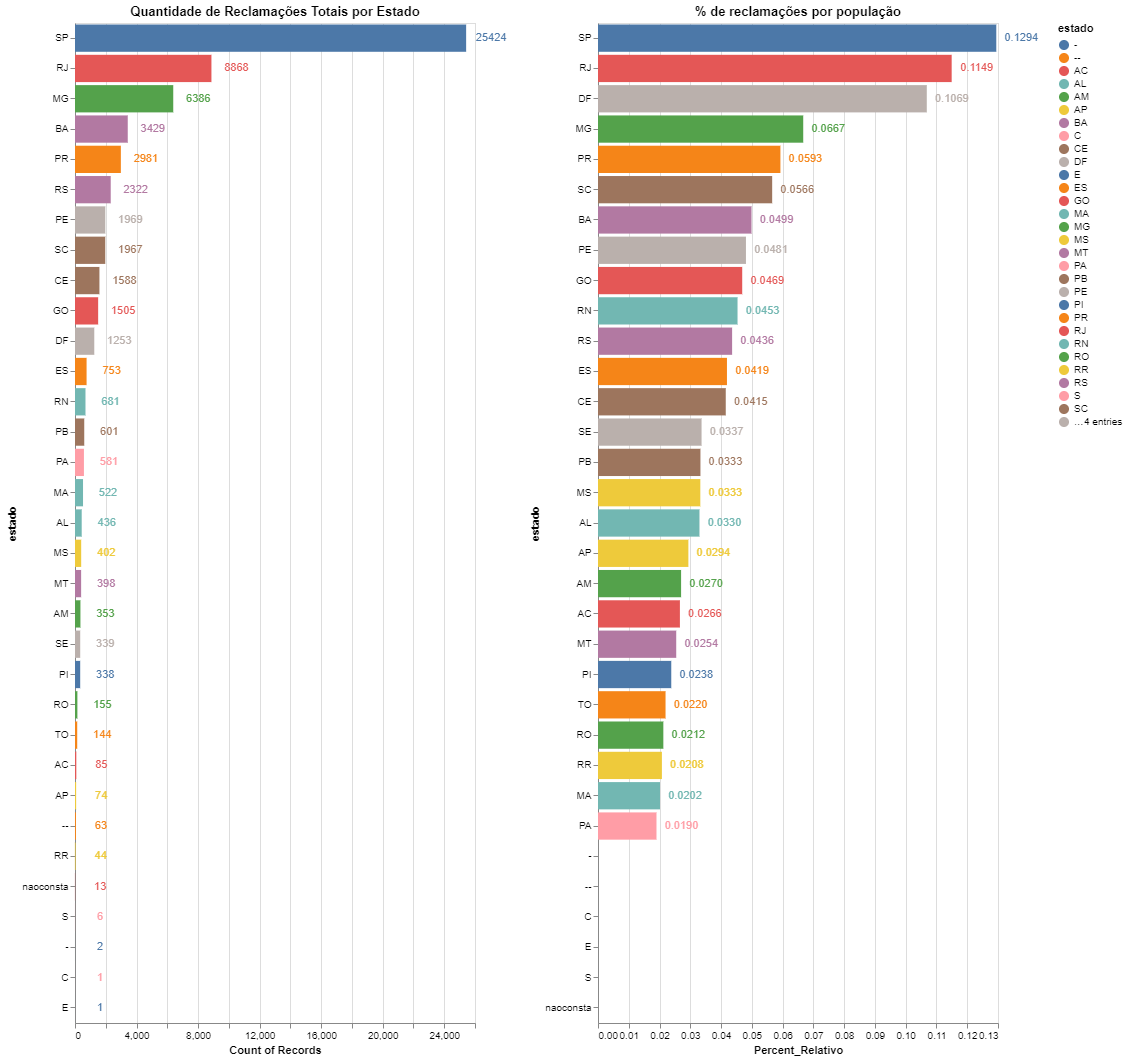 Quantidade de Reclamações Totais por Estado
SP 25424
RJ 8868
MG 6386
BA 3429
PR 2981
RS 2322
PE 1969
SC 1967
CE 1588
GO 1505
DF 1253
ES 753
RN 681
PB 601
PA 581
MA 522
AL 436
MS 402
MT 398
AM 353
SE 339
PI 338
RO 155
TO 144
AC 85
AP 74
-- 63
RR 44
naoconsta 13
S 6
- 2
C 1
E 1
estado
0 4,000 8,000 12,000 16,000 20,000 24,000
Count of Records
% de reclamações por população
SP 0.1294
RJ 0.1149
DF 0.1069
MG 0.0667
PR 0.0593
SC 0.0566
BA 0.0499
PE 0.0481
GO 0.0469
RN 0.0453
RS 0.0436
ES 0.0419
CE 0.0415
SE 0.0337
PB 0.0333
MS 0.0333
AL 0.0330
AP 0.0294
AM 0.0270
AC 0.0266
MT 0.0254
PI 0.0238
TO 0.0220
RO 0.0212
RR 0.0208
MA 0.0202
PA 0.0190
-
--
C
E
S
naoconsta
estado
0.00 0.01 0.02 0.03 0.04 0.05 0.06 0.07 0.08 0.09 0.10 0.11 0.12 0.13
Percent_Relativo
estado
-
--
AC
AL
AM
AP
BA
C
CE
DF
E
ES
GO
MA
MG
MS
MT
PA
PB
PE
PI
PR
RJ
RN
RO
RR
RS
S
SC
…4 entries